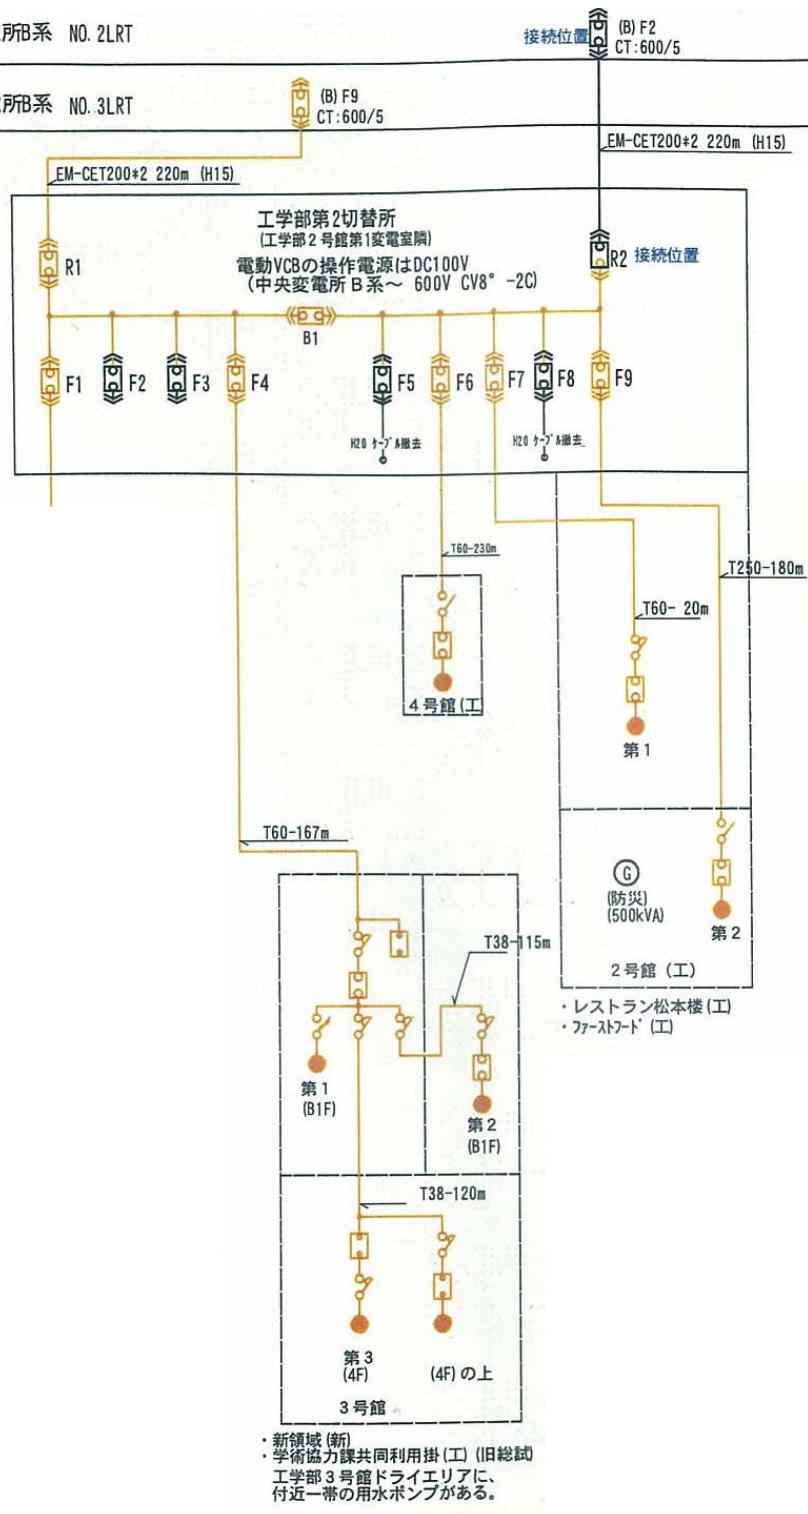 所B系 NO.2LRT
接続位置
(B)F2
CT:600/5
所B系 NO.3LRT
(B)F9
CT:600/5
EM-CET200*2 220m (H15)
EM-CET200*2 220m (H15)
工学部第2切替所
(工学部2号館第1変電室隣)
電動VCBの操作電源はDC100V
(中央変電所B系~ 600V CV8°-2C)
R1
R2
接続位置
B1
F1
F2
F3
F4
F5
F6
F7
F8
F9
H20 ケーブル撤去
H20 ケーブル撤去
T60-230m
T250-180m
T60- 20m
4号館(工
第1
T60-167m
G
(防災)
(500kVA)
第2
2号館(工)
T38-115m
・レストラン松本楼(工)
・ファーストフード(工)
第1
(B1F)
第2
(B1F)
T38-120m
第3
(4F)
(4F)の上
3号館
・新領域(新)
・学術協力課共同利用掛(工)(旧総試)
工学部3号館ドライエリアに、
付近一帯の用水ポンプがある。